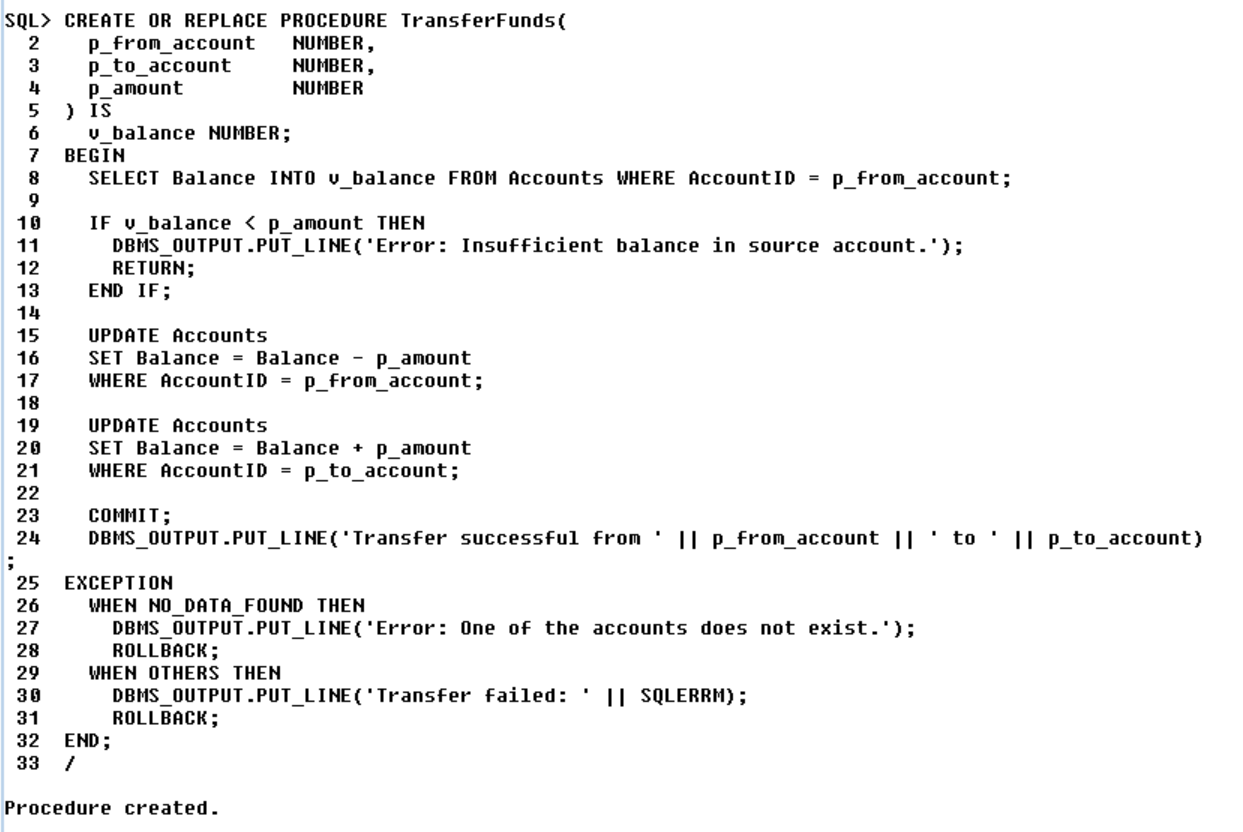 SQL> CREATE OR REPLACE PROCEDURE TransferFunds(
  2    p_from_account   NUMBER,
  3    p_to_account     NUMBER,
  4    p_amount         NUMBER
  5  ) IS
  6    v_balance NUMBER;
  7  BEGIN
  8    SELECT Balance INTO v_balance FROM Accounts WHERE AccountID = p_from_account;
  9
 10    IF v_balance < p_amount THEN
 11      DBMS_OUTPUT.PUT_LINE('Error: Insufficient balance in source account.');
 12      RETURN;
 13    END IF;
 14
 15    UPDATE Accounts
 16    SET Balance = Balance - p_amount
 17    WHERE AccountID = p_from_account;
 18
 19    UPDATE Accounts
 20    SET Balance = Balance + p_amount
 21    WHERE AccountID = p_to_account;
 22
 23    COMMIT;
 24    DBMS_OUTPUT.PUT_LINE('Transfer successful from ' || p_from_account || ' to ' || p_to_account)
;
 25  EXCEPTION
 26    WHEN NO_DATA_FOUND THEN
 27      DBMS_OUTPUT.PUT_LINE('Error: One of the accounts does not exist.');
 28      ROLLBACK;
 29    WHEN OTHERS THEN
 30      DBMS_OUTPUT.PUT_LINE('Transfer failed: ' || SQLERRM);
 31      ROLLBACK;
 32  END;
 33  /

Procedure created.